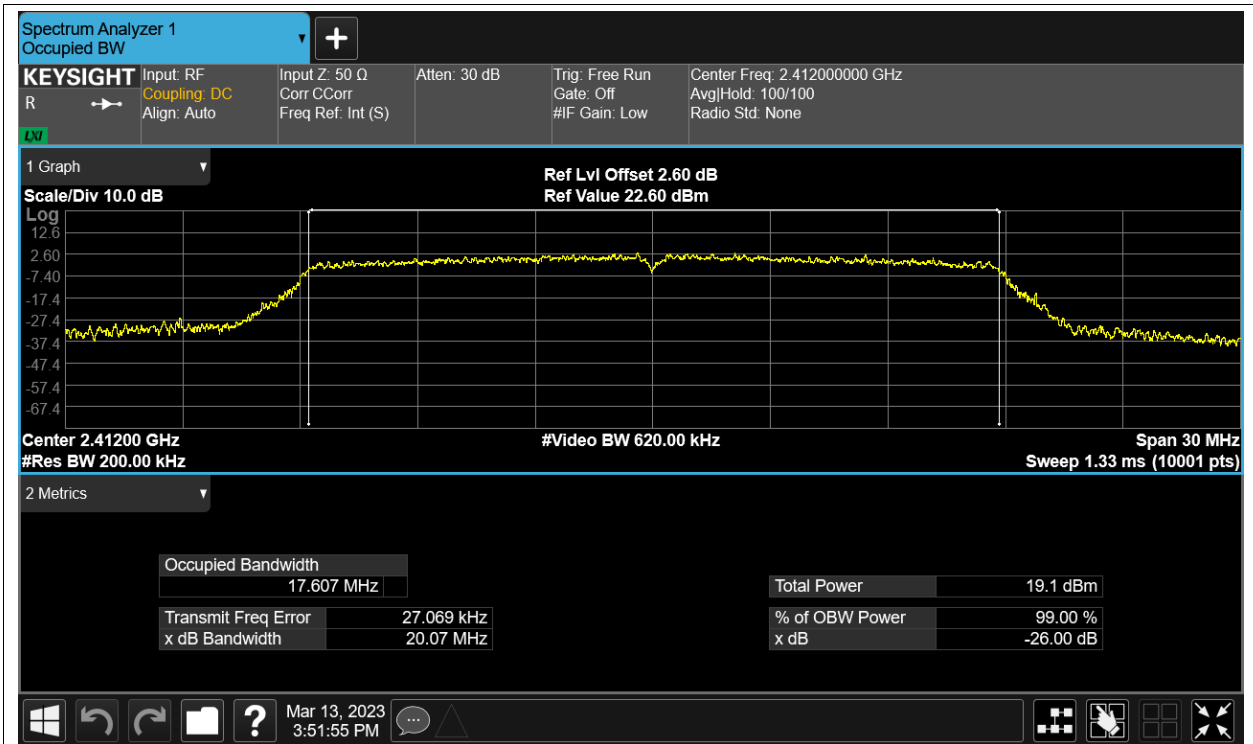 Spectrum Analyzer 1
Occupied BW
KEYSIGHT
R
LXI
Input: RF
Coupling: DC
Align: Auto
Input Z: 50 Ω
Corr CCorr
Freq Ref: Int (S)
Atten: 30 dB
Trig: Free Run
Gate: Off
#IF Gain: Low
Center Freq: 2.412000000 GHz
Avg|Hold: 100/100
Radio Std: None
1 Graph
Scale/Div 10.0 dB
Ref Lvl Offset 2.60 dB
Ref Value 22.60 dBm
Log
12.6
2.60
-7.40
-17.4
-27.4
-37.4
-47.4
-57.4
-67.4
Center 2.41200 GHz
#Res BW 200.00 kHz
#Video BW 620.00 kHz
Span 30 MHz
Sweep 1.33 ms (10001 pts)
2 Metrics
Occupied Bandwidth
17.607 MHz
Transmit Freq Error 27.069 kHz
x dB Bandwidth 20.07 MHz
Total Power 19.1 dBm
% of OBW Power 99.00 %
x dB -26.00 dB
Mar 13, 2023
3:51:55 PM